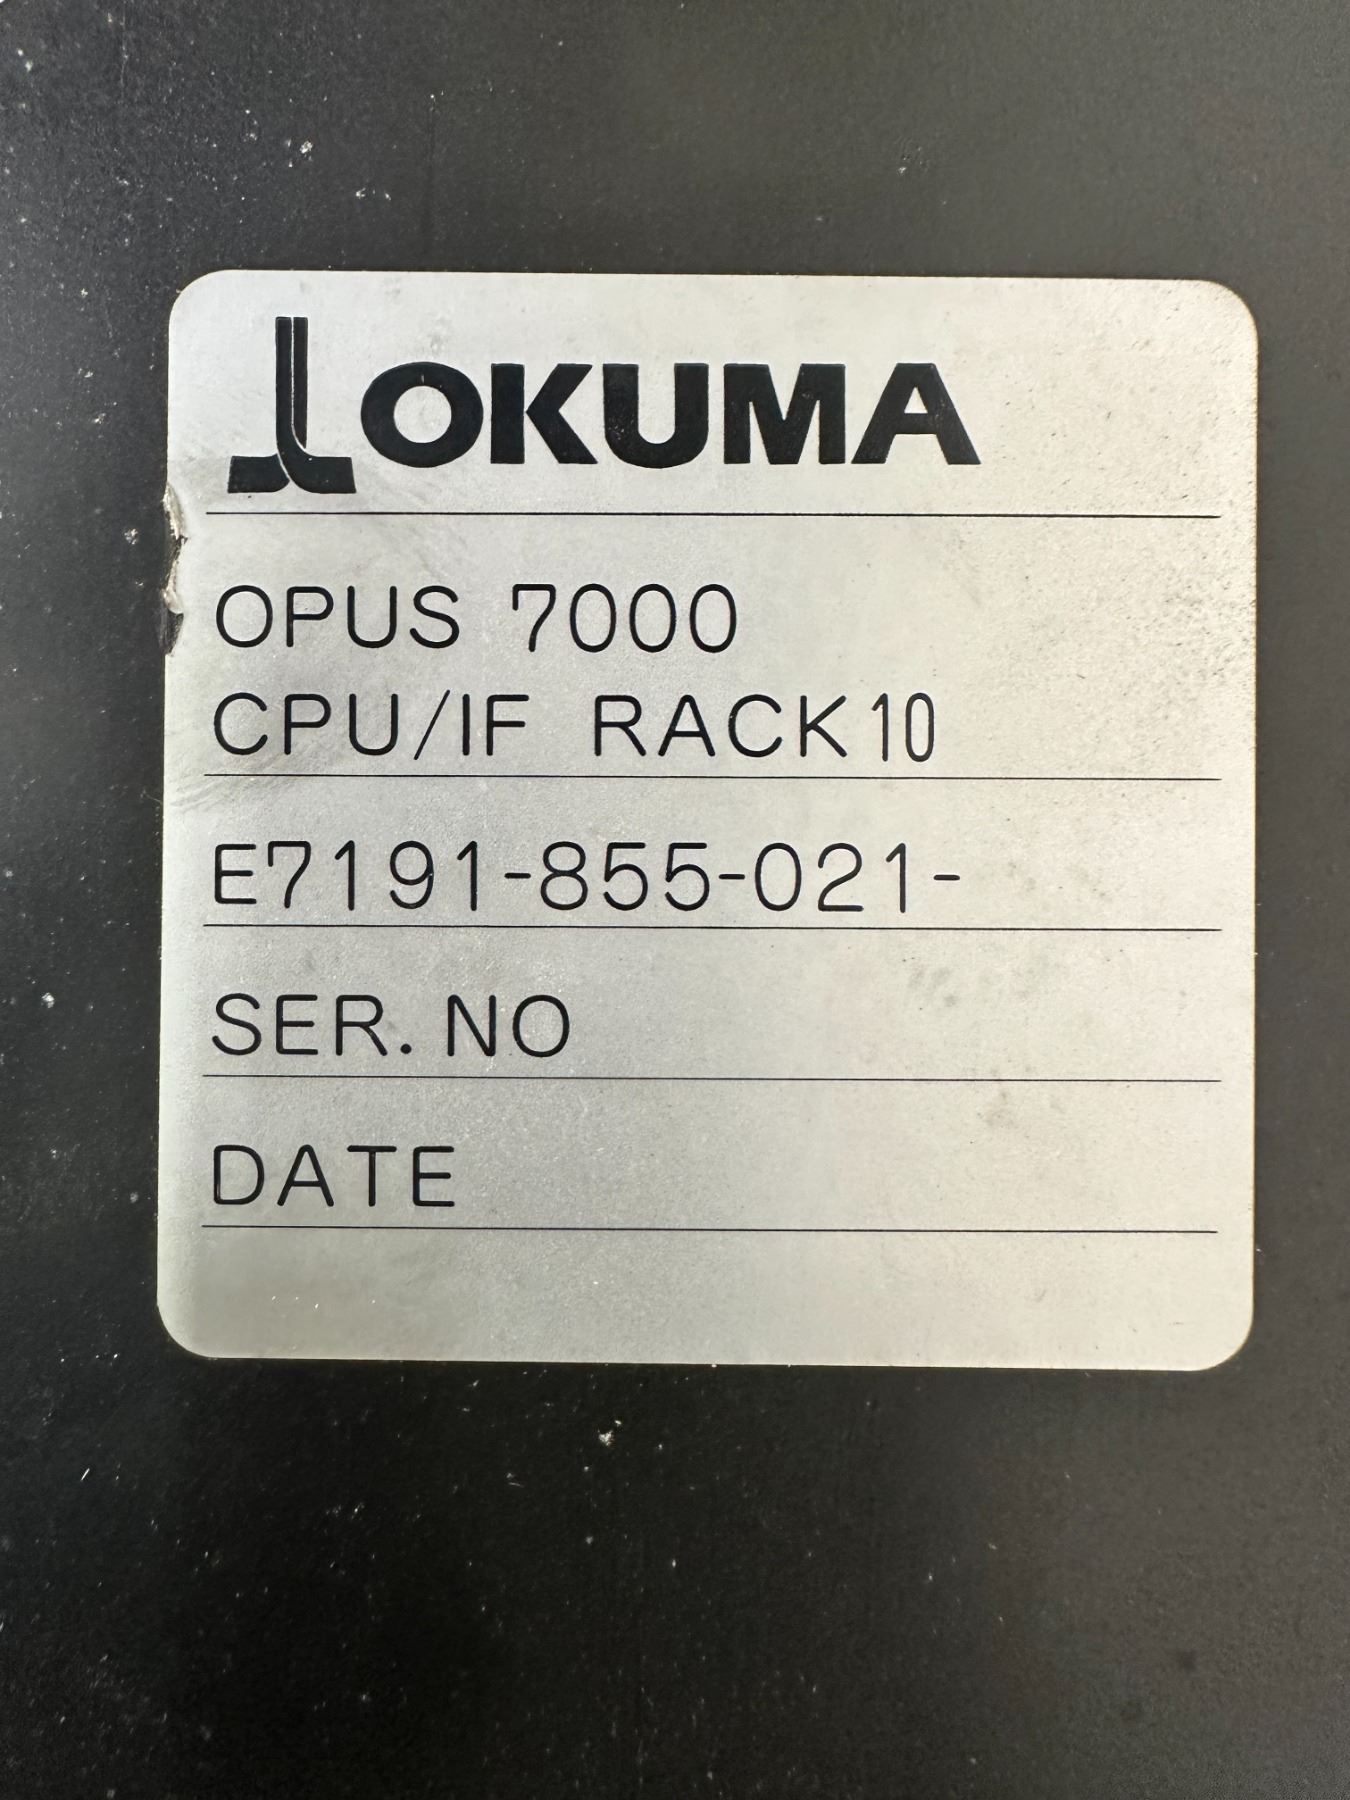 OKUMA
OPUS 7000
CPU/IF RACK10
E7191-855-021-
SER. NO
DATE